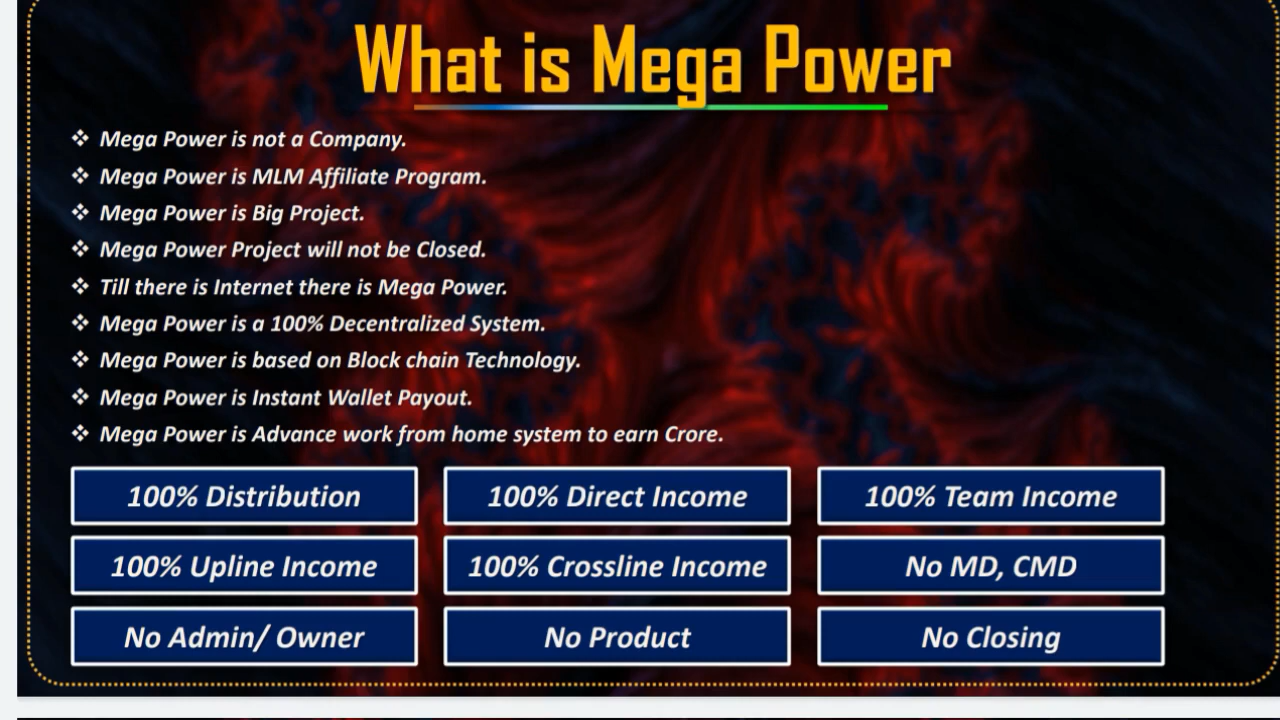 What is Mega Power
❖ Mega Power is not a Company.
❖ Mega Power is MLM Affiliate Program.
❖ Mega Power is Big Project.
❖ Mega Power Project will not be Closed.
❖ Till there is Internet there is Mega Power.
❖ Mega Power is a 100% Decentralized System.
❖ Mega Power is based on Block chain Technology.
❖ Mega Power is Instant Wallet Payout.
❖ Mega Power is Advance work from home system to earn Crore.
100% Distribution
100% Direct Income
100% Team Income
100% Upline Income
100% Crossline Income
No MD, CMD
No Admin/ Owner
No Product
No Closing